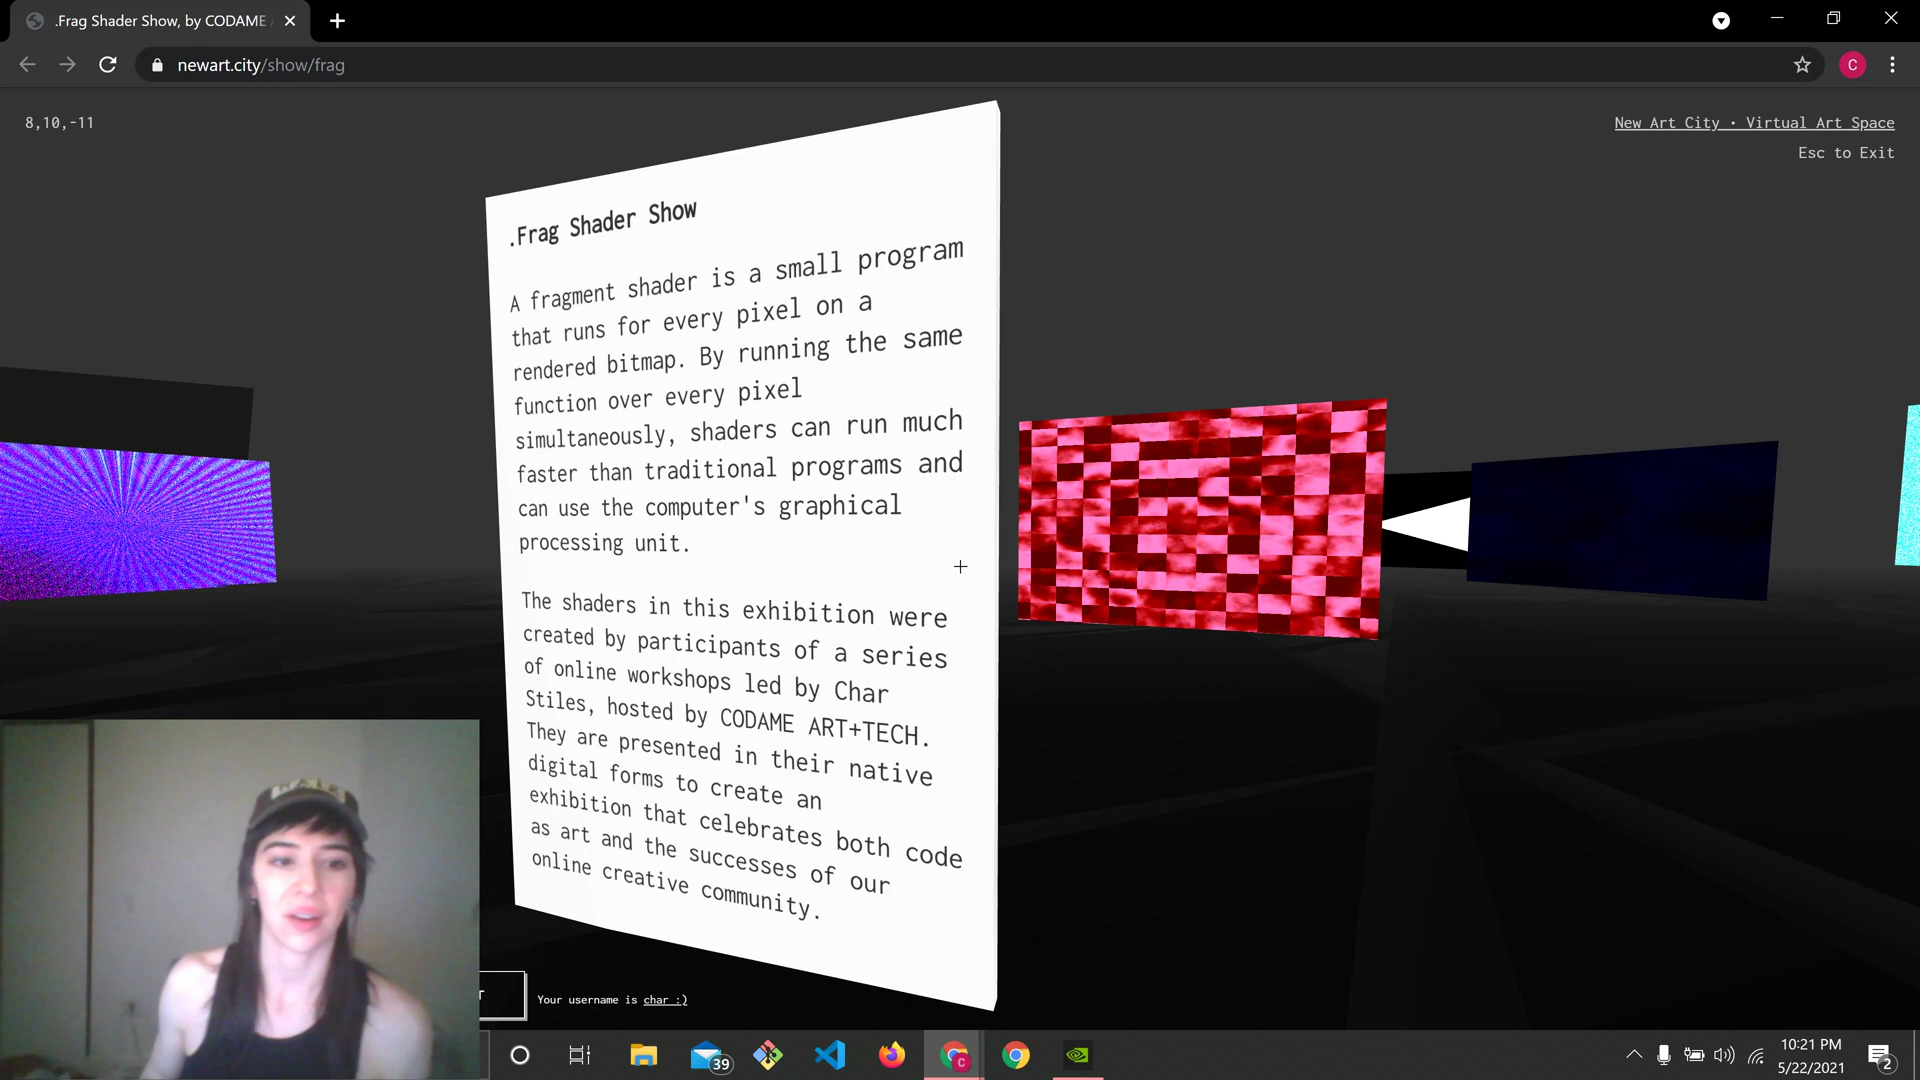 .Frag Shader Show, by CODAME
newart.city/show/frag
C
8,10,-11
New Art City · Virtual Art Space
Esc to Exit
.Frag Shader Show
A fragment shader is a small program
that runs for every pixel on a
rendered bitmap. By running the same
function over every pixel
simultaneously, shaders can run much
faster than traditional programs and
can use the computer's graphical
processing unit.
The shaders in this exhibition were
created by participants of a series
of online workshops led by Char
Stiles, hosted by CODAME ART+TECH.
They are presented in their native
digital forms to create an
exhibition that celebrates both code
as art and the successes of our
online creative community.
Your username is char :)
39
C
10:21 PM
5/22/2021
2